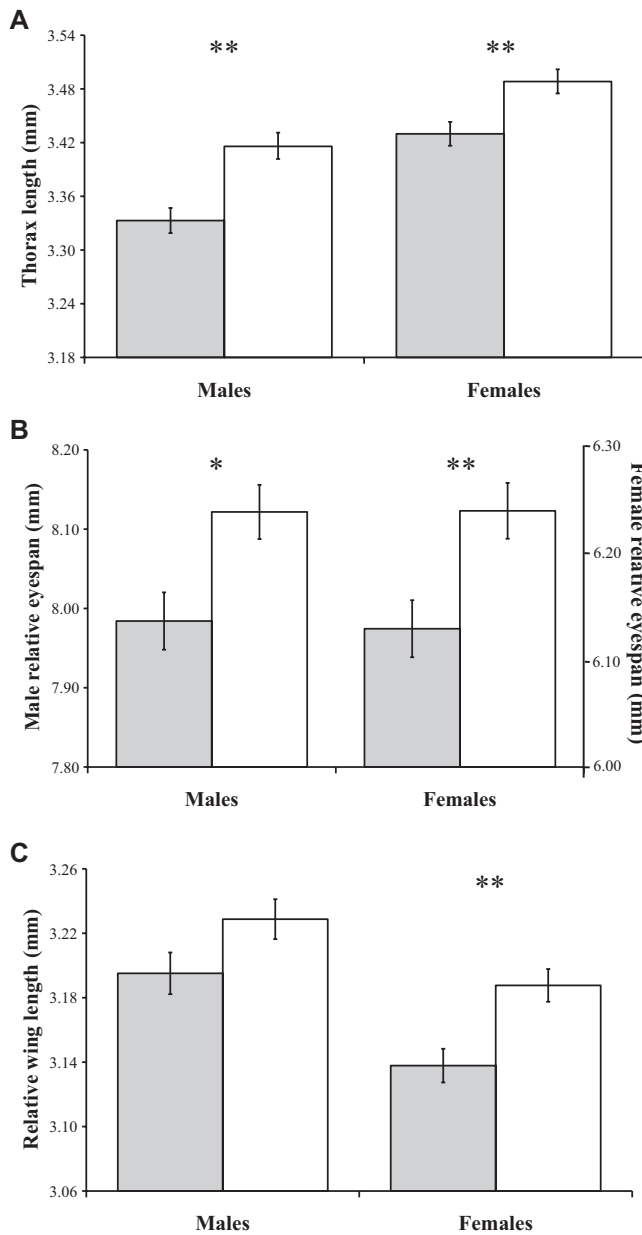 A
Thorax length (mm)
3.54
3.48
3.42
3.36
3.30
3.24
3.18
**
**
Males
Females
B
Male relative eyespan (mm)
8.20
8.10
8.00
7.90
7.80
*
**
6.30
6.20
6.10
6.00
Female relative
eyespan (mm)
Males
Females
C
Relative wing length (mm)
3.26
3.22
3.18
3.14
3.10
3.06
**
Males
Females